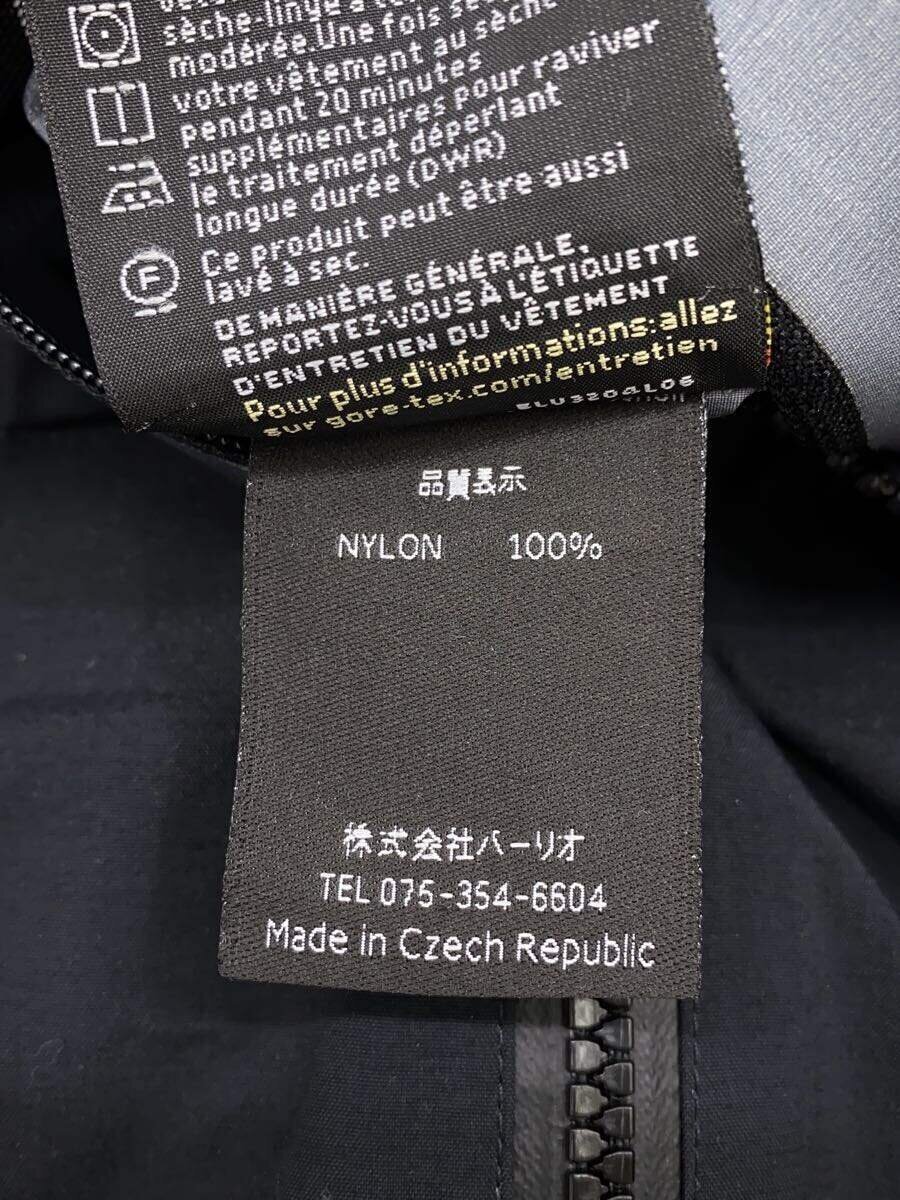 sèche-linge à
modérée. Une fois
votre vêtement au sèche
pendant 20 minutes
supplémentaires pour raviver
le traitement déperlant
longue durée (DWR)
F
Ce produit peut être aussi
lavé à sec.
DE MANIÈRE GÉNÉRALE,
REPORTEZ-VOUS À L'ÉTIQUETTE
D'ENTRETIEN DU VÊTEMENT
Pour plus d'informations:allez
sur gore-tex.com/entretien
品質表示
NYLON 100%
株式会社バーリオ
TEL 075-354-6604
Made in Czech Republic